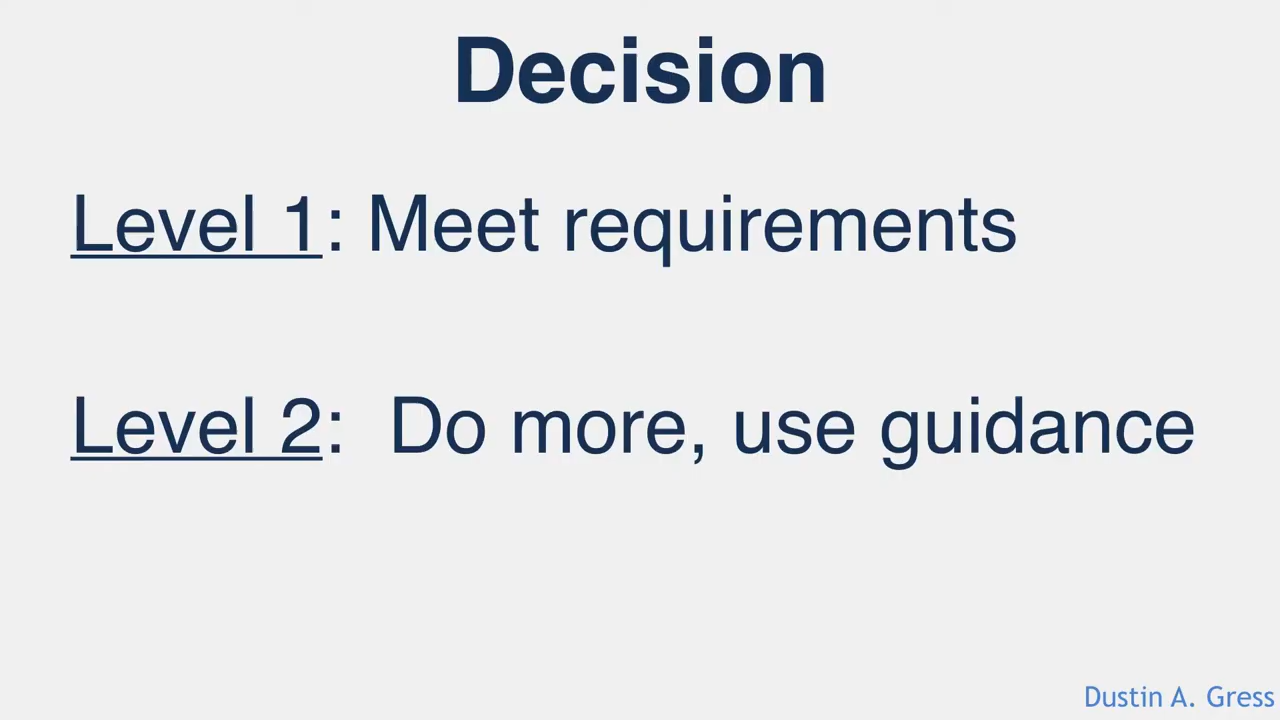 Decision
Level 1: Meet requirements
Level 2:  Do more, use guidance
Dustin A. Gress